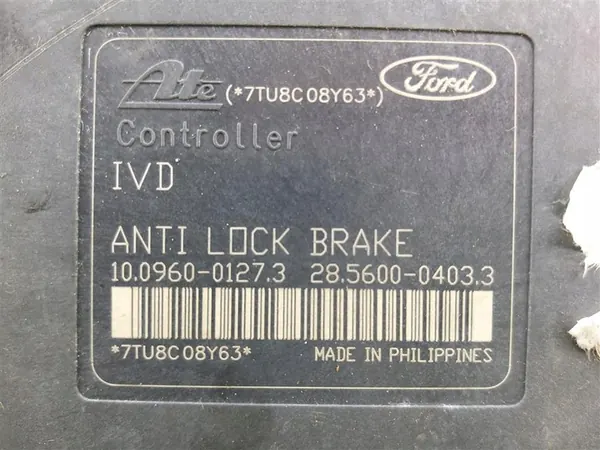 Ate (*7TU8C08Y63*) Ford
Controller
IVD
ANTI LOCK BRAKE
10.0960-0127.3 28.5600-0403.3
*7TU8C08Y63* MADE IN PHILIPPINES